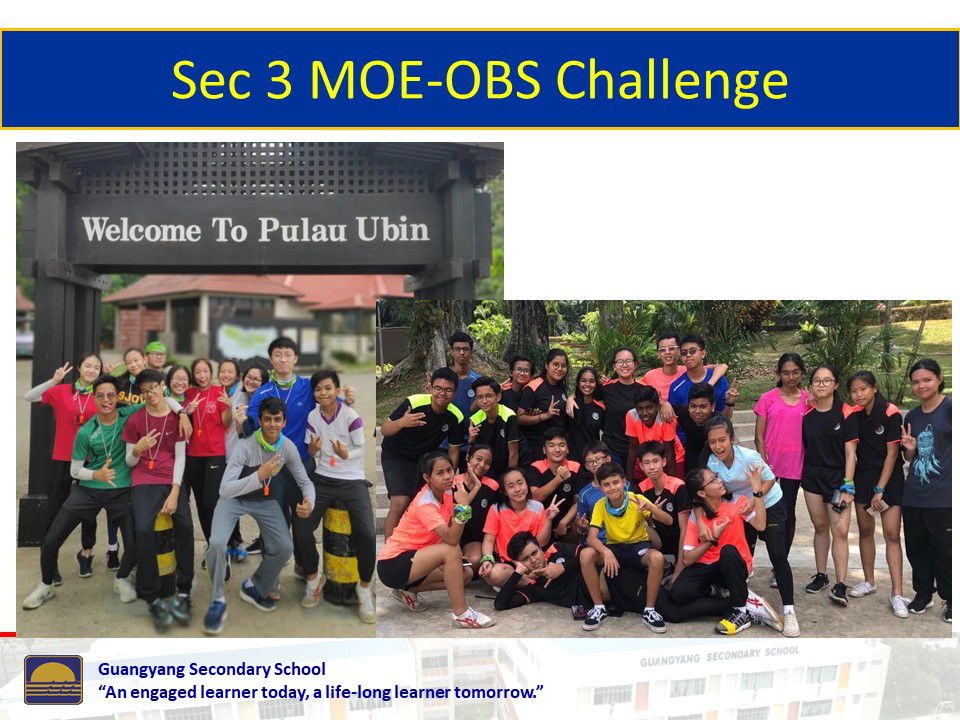 Sec 3 MOE-OBS Challenge
Welcome To Pulau Ubin
GUANGYANG SECONDARY SCHOOL
Guangyang Secondary School
“An engaged learner today, a life-long learner tomorrow.”